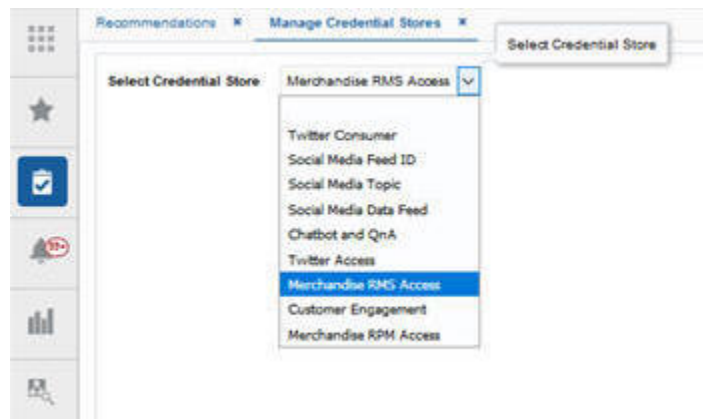 Recommendations ×
Manage Credential Stores ×
Select Credential Store
Select Credential Store
Merchandise RMS Access
Twitter Consumer
Social Media Feed ID
Social Media Topic
Social Media Data Feed
Chatbot and QnA
Twitter Access
Merchandise RMS Access
Customer Engagement
Merchandise RPM Access
99+